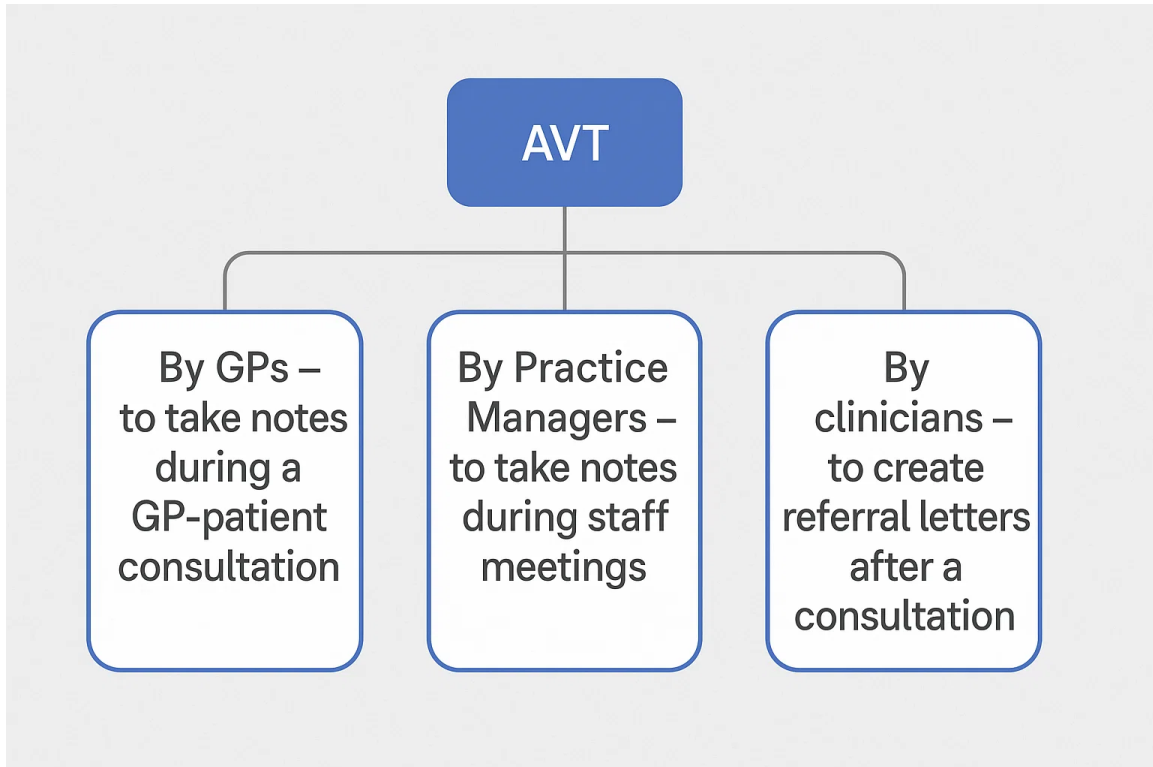 AVT
By GPs –
to take notes
during a
GP-patient
consultation
By Practice
Managers –
to take notes
during staff
meetings
By
clinicians –
to create
referral letters
after a
consultation